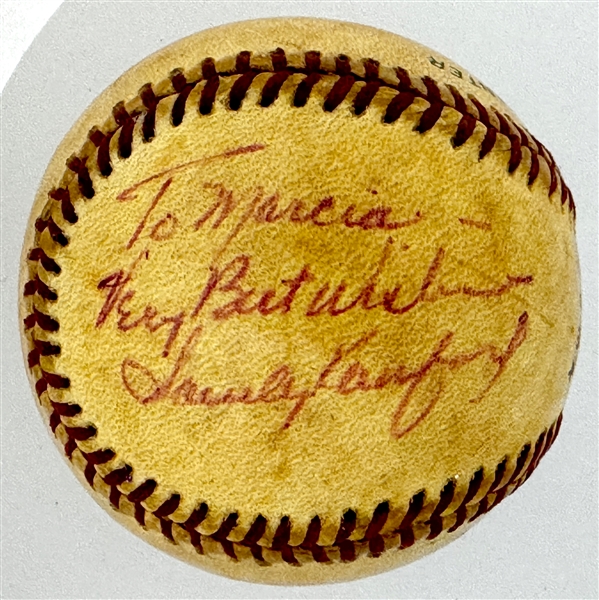 To Marcia —
Very Best Wishes
Sandy Koufax